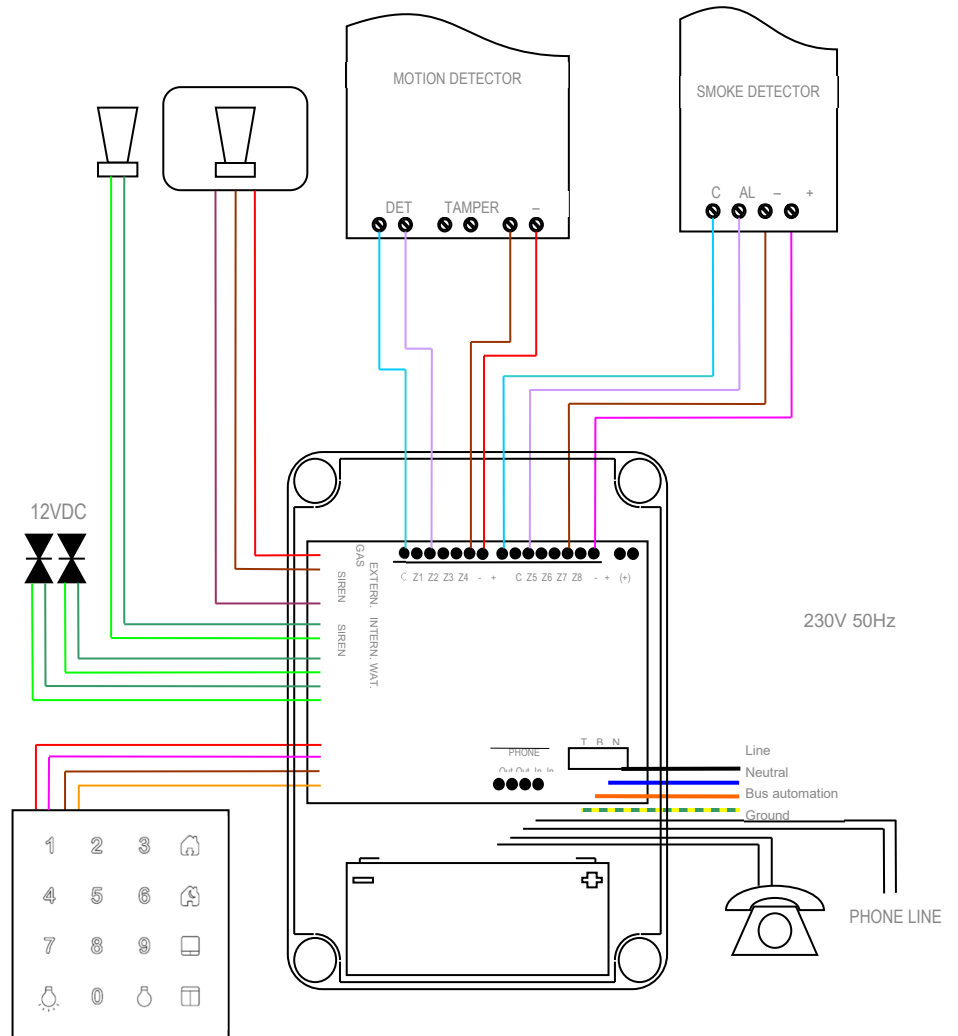 MOTION DETECTOR
SMOKE DETECTOR
C AL – +
DET TAMPER –
12VDC
GAS
EXTERN.
SIREN
INTERN.
SIREN
WAT.
C Z1 Z2 Z3 Z4 - + C Z5 Z6 Z7 Z8 - + (+)
230V 50Hz
T B N
PHONE
Out Out In In
Line
Neutral
Bus automation
Ground
1 2 3
4 5 6
7 8 9
0
PHONE LINE